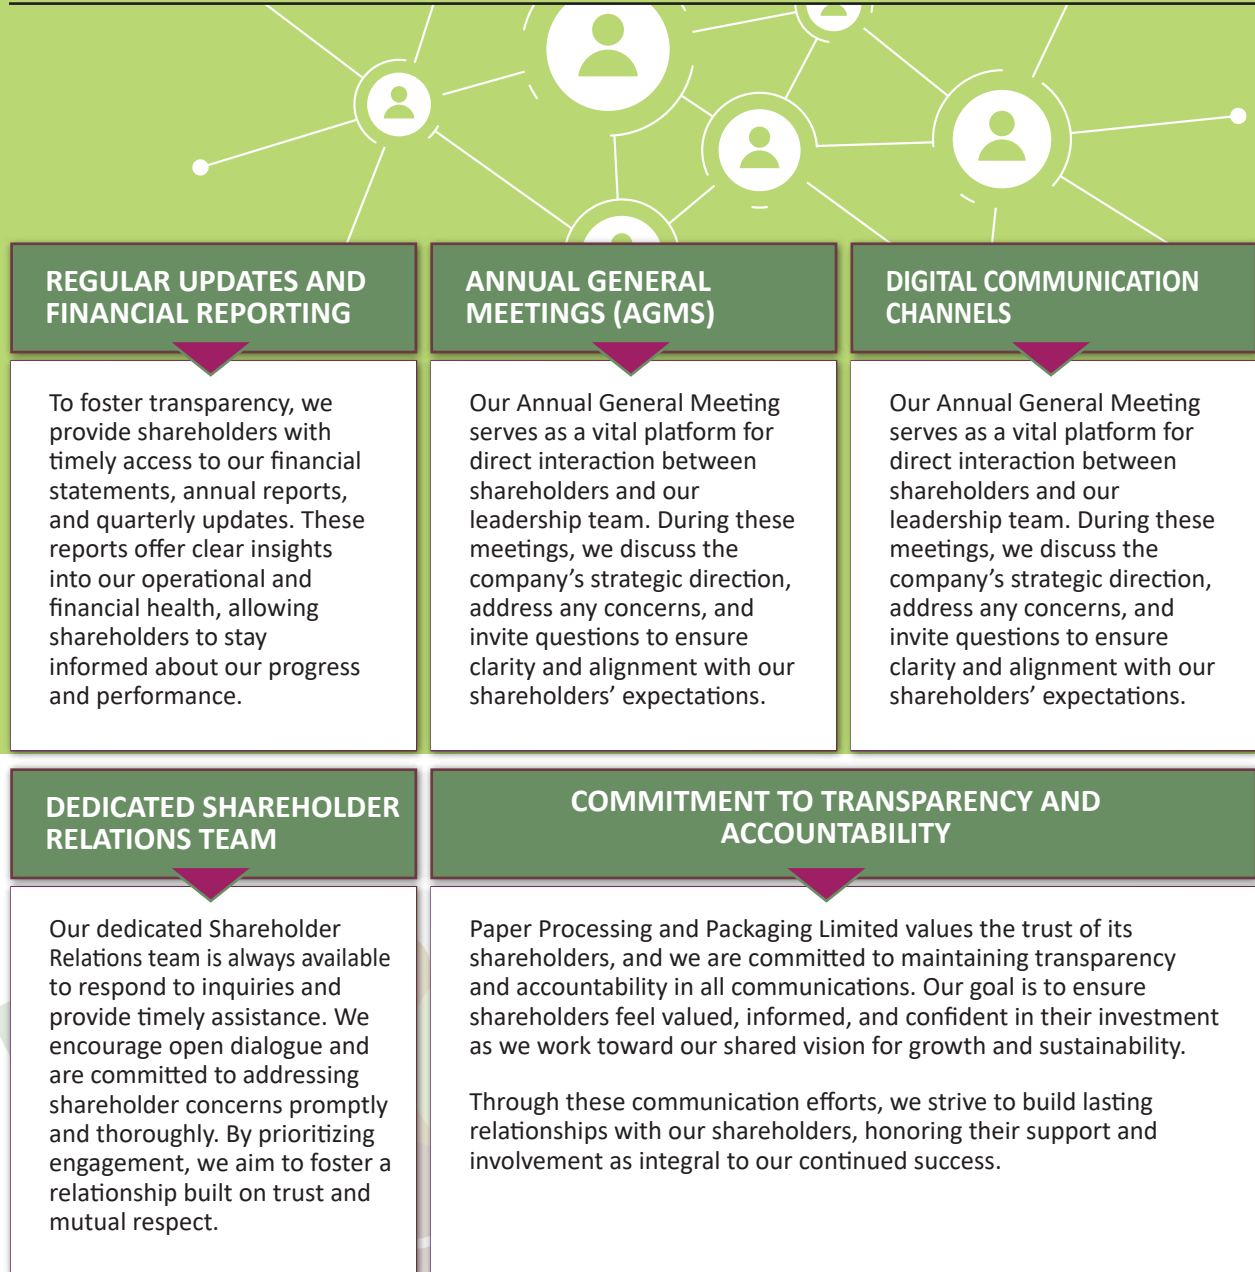 REGULAR UPDATES AND
FINANCIAL REPORTING
To foster transparency, we
provide shareholders with
timely access to our financial
statements, annual reports,
and quarterly updates. These
reports offer clear insights
into our operational and
financial health, allowing
shareholders to stay
informed about our progress
and performance.
ANNUAL GENERAL
MEETINGS (AGMS)
Our Annual General Meeting
serves as a vital platform for
direct interaction between
shareholders and our
leadership team. During these
meetings, we discuss the
company’s strategic direction,
address any concerns, and
invite questions to ensure
clarity and alignment with our
shareholders’ expectations.
DIGITAL COMMUNICATION
CHANNELS
Our Annual General Meeting
serves as a vital platform for
direct interaction between
shareholders and our
leadership team. During these
meetings, we discuss the
company’s strategic direction,
address any concerns, and
invite questions to ensure
clarity and alignment with our
shareholders’ expectations.
DEDICATED SHAREHOLDER
RELATIONS TEAM
Our dedicated Shareholder
Relations team is always available
to respond to inquiries and
provide timely assistance. We
encourage open dialogue and
are committed to addressing
shareholder concerns promptly
and thoroughly. By prioritizing
engagement, we aim to foster a
relationship built on trust and
mutual respect.
COMMITMENT TO TRANSPARENCY AND
ACCOUNTABILITY
Paper Processing and Packaging Limited values the trust of its
shareholders, and we are committed to maintaining transparency
and accountability in all communications. Our goal is to ensure
shareholders feel valued, informed, and confident in their investment
as we work toward our shared vision for growth and sustainability.
Through these communication efforts, we strive to build lasting
relationships with our shareholders, honoring their support and
involvement as integral to our continued success.